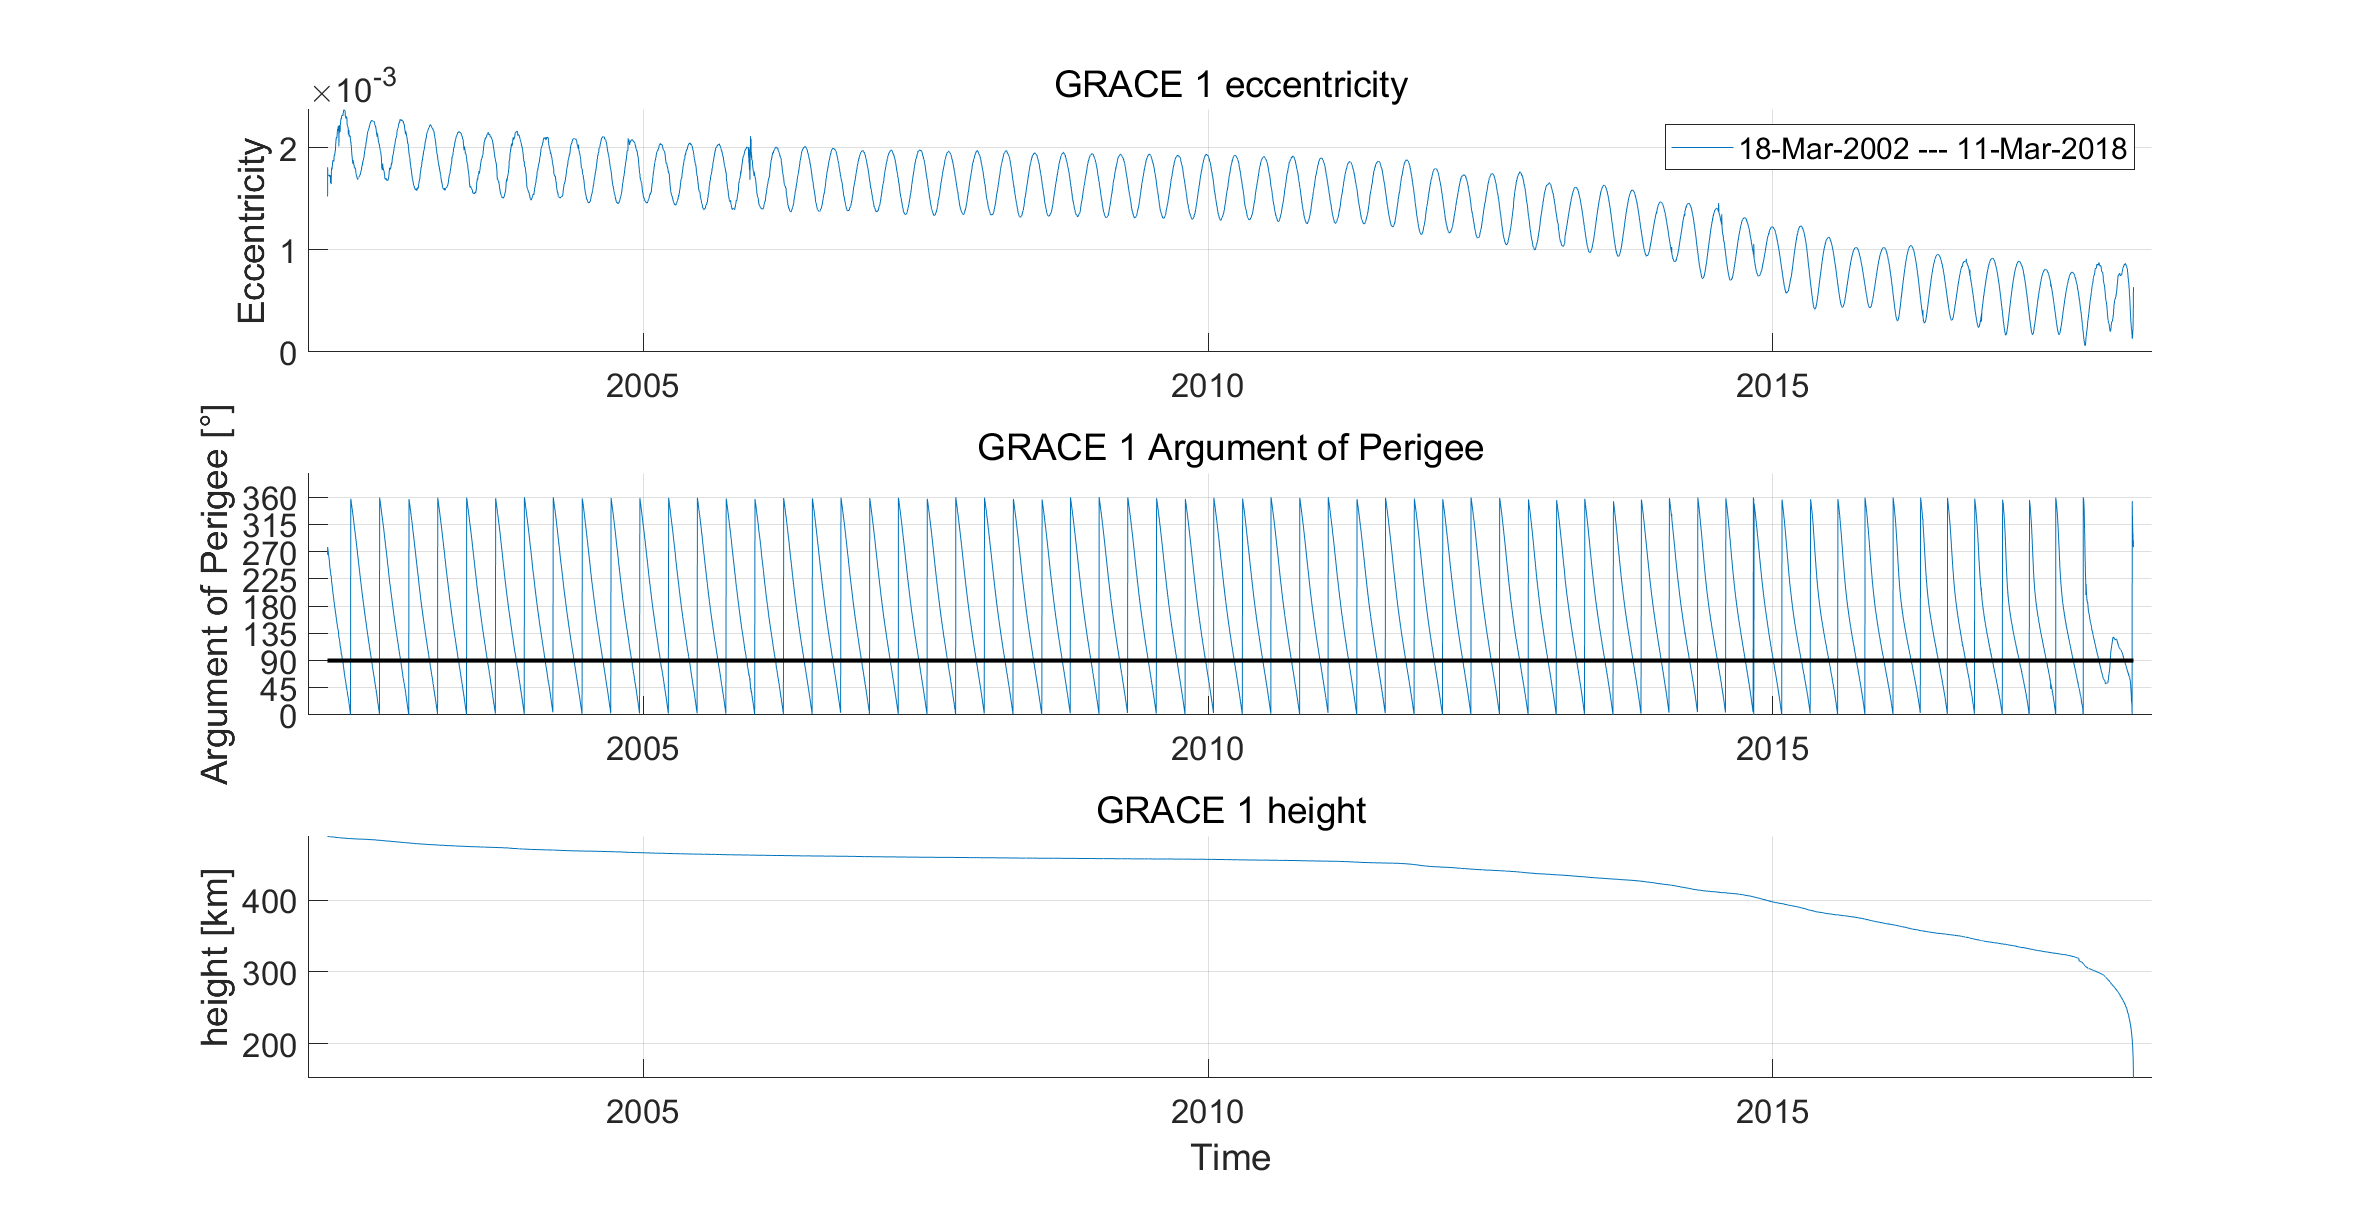 GRACE 1 eccentricity
×10-3
Eccentricity
2
1
0
18-Mar-2002 --- 11-Mar-2018
2005 2010 2015
GRACE 1 Argument of Perigee
Argument of Perigee [°]
360
315
270
225
180
135
90
45
0
2005 2010 2015
GRACE 1 height
height [km]
400
300
200
2005 2010 2015
Time